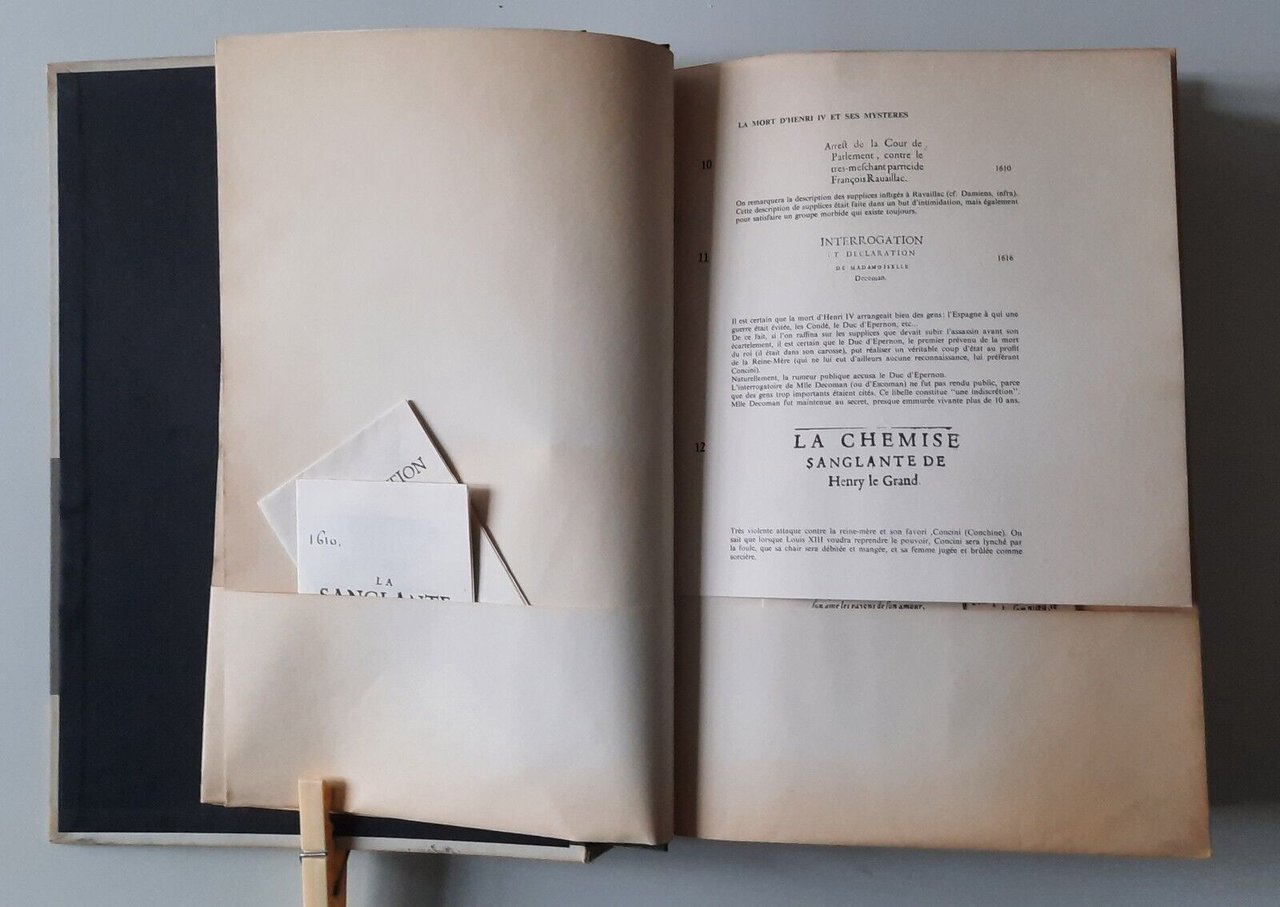 TION
1610.
LA
SANGLANTE
LA MORT D'HENRI IV ET SES MYSTERES
10
Arrest de la Cour de
Parlement, contre le
tres-meſchant parricide
François Rauaillac.
1610
On remarquera la description des supplices infligés à Ravaillac (cf. Damiens, infra).
Cette description de supplices était faite dans un but d'intimidation, mais également
pour satisfaire un groupe morbide qui existe toujours.
11
INTERROGATION
ET DECLARATION
DE MADAMOISELLE
Decoman.
1616
Il est certain que la mort d'Henri IV arrangeait bien des gens : l'Espagne à qui une
guerre était évitée, les Condé, le Duc d'Epernon, etc...
De ce fait, si l'on raffina sur les supplices que devait subir l'assassin avant son
écartelement, il est certain que le Duc d'Epernon, le premier prévenu de la mort
du roi (il était dans son carosse), put réaliser un véritable coup d'état au profit
de la Reine-Mère (qui ne lui eut d'ailleurs aucune reconnaissance, lui préférant
Concini).
Naturellement, la rumeur publique accusa le Duc d'Epernon.
L'interrogatoire de Mlle Decoman (ou d'Escoman) ne fut pas rendu public, parce
que des gens trop importants étaient cités. Ce libelle constitue "une indiscrétion".
Mlle Decoman fut maintenue au secret, presque emmurée vivante plus de 10 ans.
12
LA CHEMISE
SANGLANTE DE
Henry le Grand.
Très violente attaque contre la reine-mère et son favori ,Concini (Conchine). On
sait que lorsque Louis XIII voudra reprendre le pouvoir, Concini sera lynché par
la foule, que sa chair sera débitée et mangée, et sa femme jugée et brûlée comme
sorcière.
ſon ame les rayons de ſon amour.